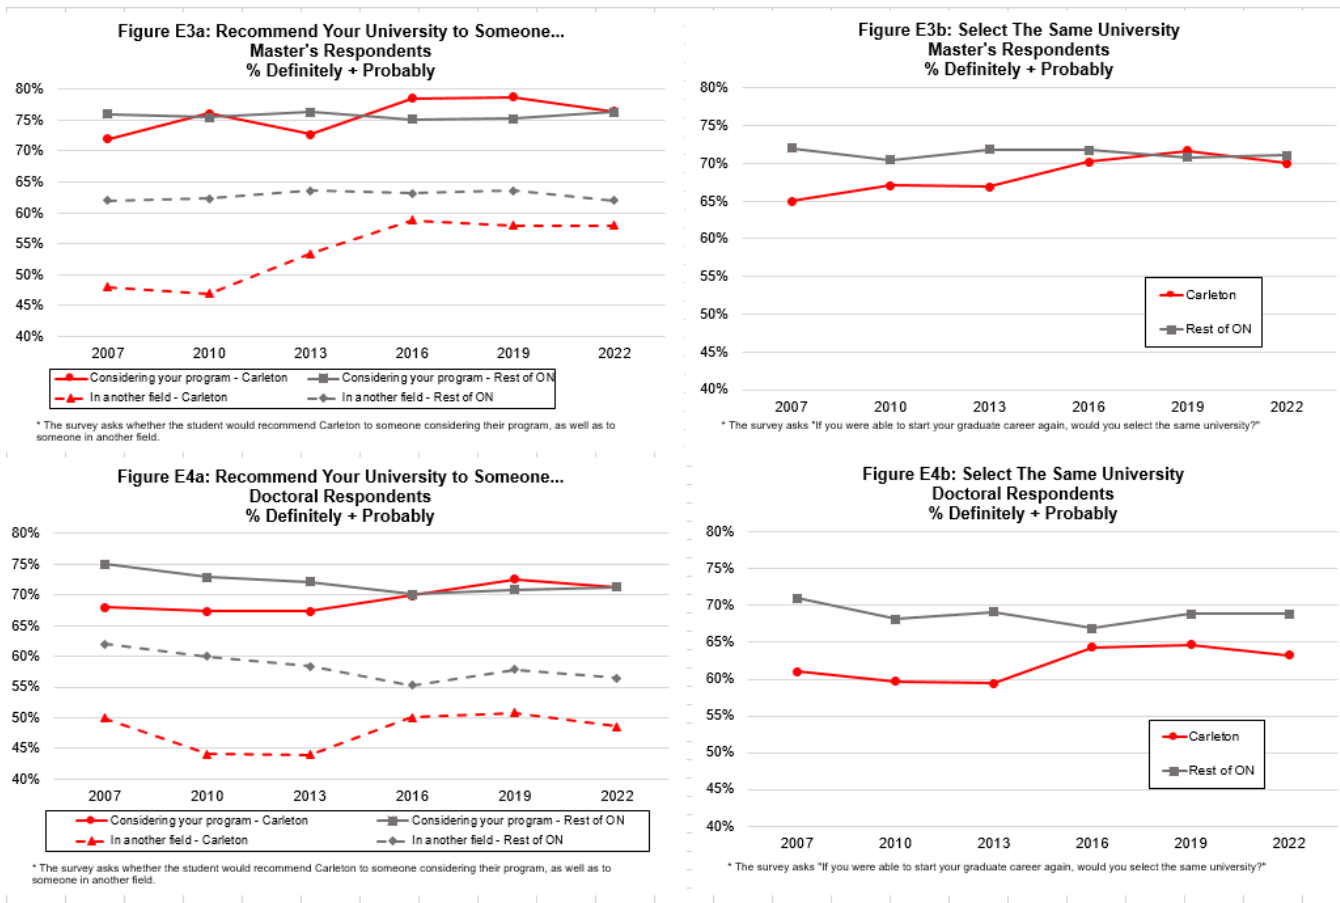 Figure E3a: Recommend Your University to Someone...
Master's Respondents
% Definitely + Probably
80%
75%
70%
65%
60%
55%
50%
45%
40%
2007 2010 2013 2016 2019 2022
Considering your program - Carleton Considering your program - Rest of ON
In another field - Carleton In another field - Rest of ON
* The survey asks whether the student would recommend Carleton to someone considering their program, as well as to
someone in another field.
Figure E3b: Select The Same University
Master's Respondents
% Definitely + Probably
80%
75%
70%
65%
60%
55%
50%
45%
40%
Carleton
Rest of ON
2007 2010 2013 2016 2019 2022
* The survey asks "If you were able to start your graduate career again, would you select the same university?"
Figure E4a: Recommend Your University to Someone...
Doctoral Respondents
% Definitely + Probably
80%
75%
70%
65%
60%
55%
50%
45%
40%
2007 2010 2013 2016 2019 2022
Considering your program - Carleton Considering your program - Rest of ON
In another field - Carleton In another field - Rest of ON
* The survey asks whether the student would recommend Carleton to someone considering their program, as well as to
someone in another field.
Figure E4b: Select The Same University
Doctoral Respondents
% Definitely + Probably
80%
75%
70%
65%
60%
55%
50%
45%
40%
Carleton
Rest of ON
2007 2010 2013 2016 2019 2022
* The survey asks "If you were able to start your graduate career again, would you select the same university?"